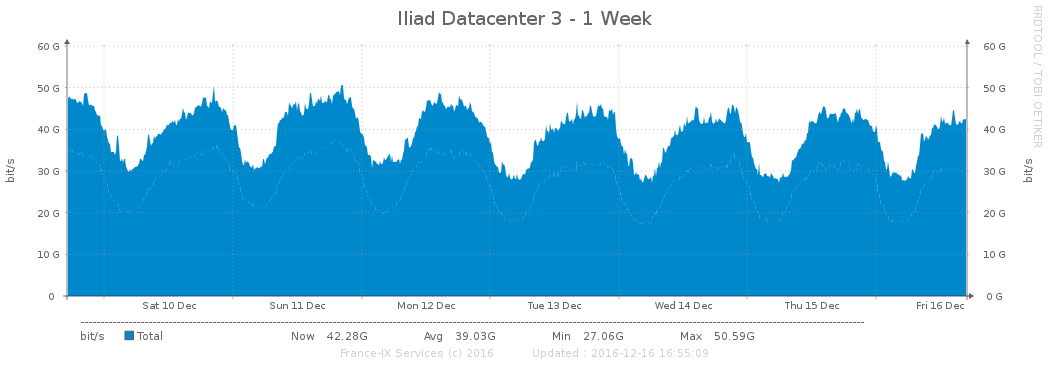 Iliad Datacenter 3 - 1 Week
RRDTOOL / TOBI OETIKER
60 G 60 G
50 G 50 G
40 G 40 G
30 G 30 G
20 G 20 G
10 G 10 G
0 0 G
bit/s bit/s
Sat 10 Dec Sun 11 Dec Mon 12 Dec Tue 13 Dec Wed 14 Dec Thu 15 Dec Fri 16 Dec
bit/s Total Now 42.28G Avg 39.03G Min 27.06G Max 50.59G
France-IX Services (c) 2016 Updated : 2016-12-16 16:55:09